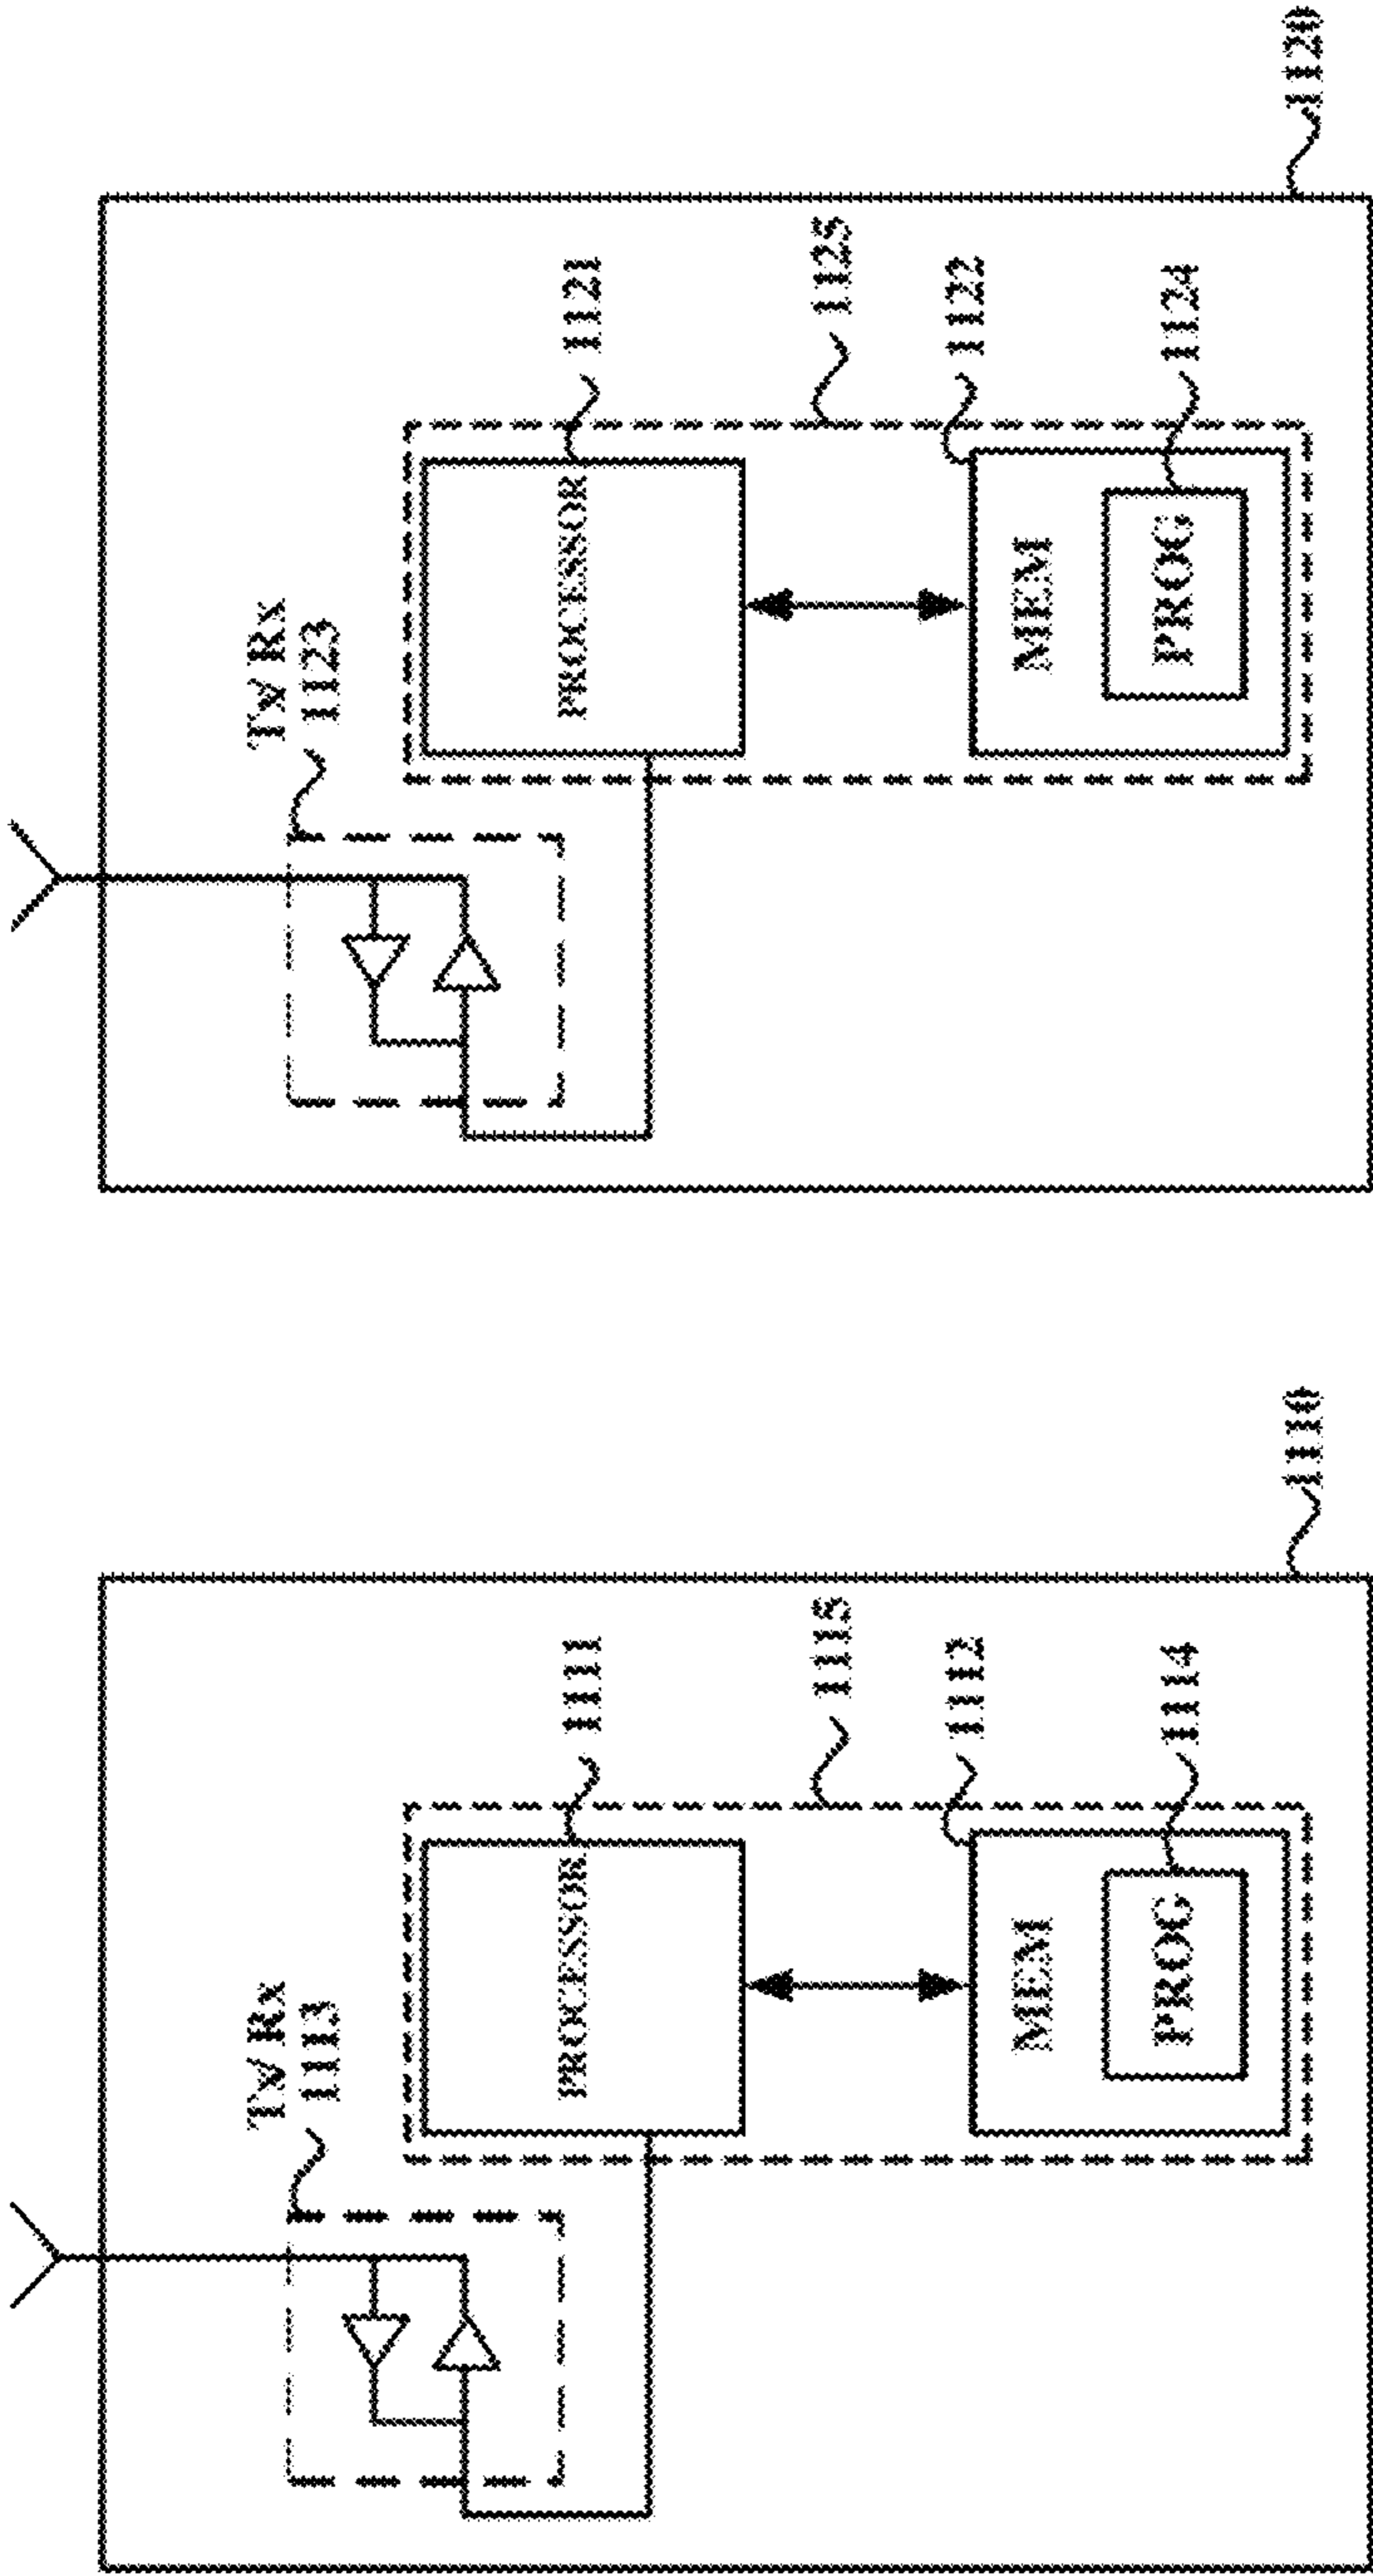 Tx/Rx
1113
PROCESSOR
1111
1115
1112
MEM
PROG
1114
1110
Tx/Rx
1123
PROCESSOR
1121
1125
1122
MEM
PROG
1124
1120